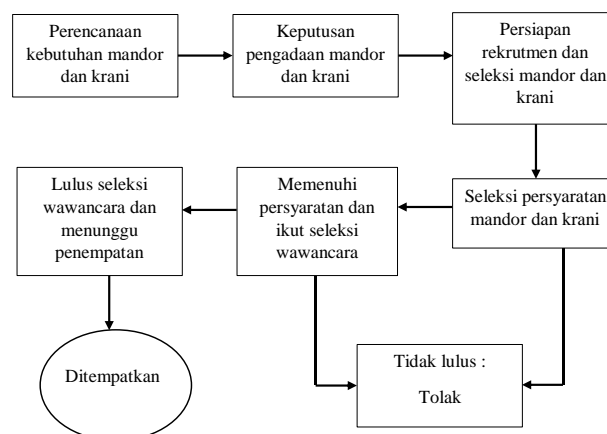 Perencanaan
kebutuhan mandor
dan krani
Keputusan
pengadaan mandor
dan krani
Persiapan
rekrutmen dan
seleksi mandor dan
krani
Seleksi persyaratan
mandor dan krani
Memenuhi
persyaratan dan
ikut seleksi
wawancara
Lulus seleksi
wawancara dan
menunggu
penempatan
Ditempatkan
Tidak lulus :
Tolak